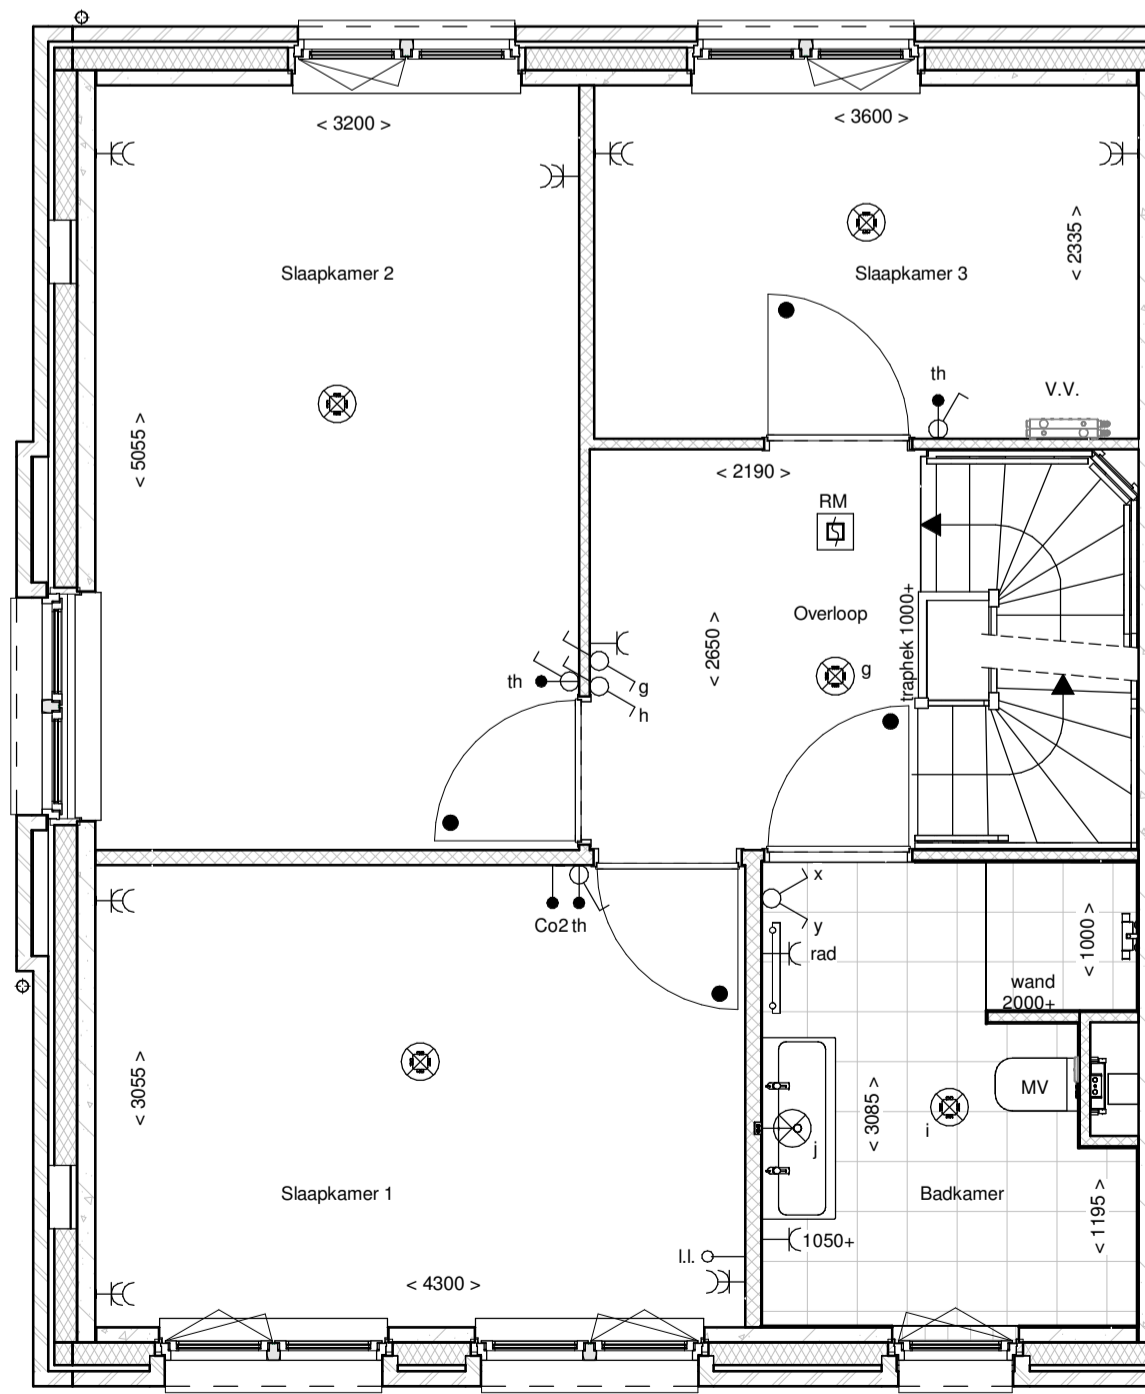 < 3200 >
< 3600 >
Slaapkamer 2
Slaapkamer 3
< 2335 >
< 5055 >
th
V.V.
< 2190 >
RM
Overloop
< 2650 >
traphek 1000+
g
th
g
h
Co2 th
x
y
rad
< 1000 >
wand
2000+
< 3055 >
MV
< 3085 >
i
j
Slaapkamer 1
Badkamer
< 1195 >
1050+
l.l.
< 4300 >